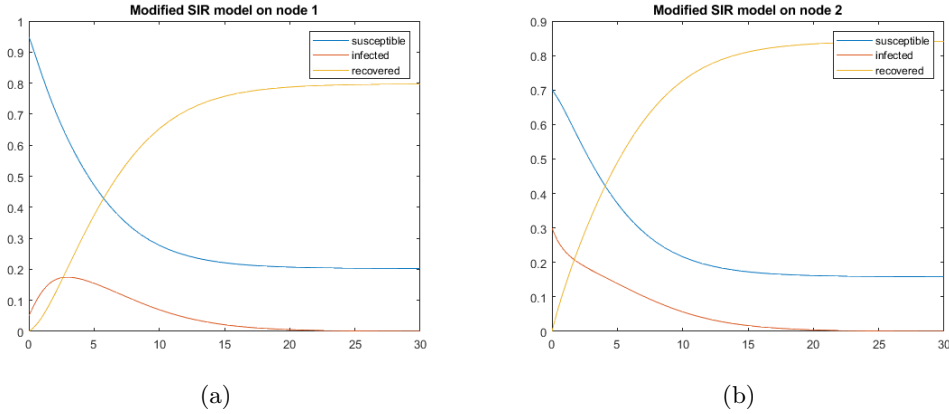 Modified SIR model on node 1
1
0.9
0.8
0.7
0.6
0.5
0.4
0.3
0.2
0.1
0
0 5 10 15 20 25 30
susceptible
infected
recovered
(a)
Modified SIR model on node 2
0.9
0.8
0.7
0.6
0.5
0.4
0.3
0.2
0.1
0
0 5 10 15 20 25 30
susceptible
infected
recovered
(b)